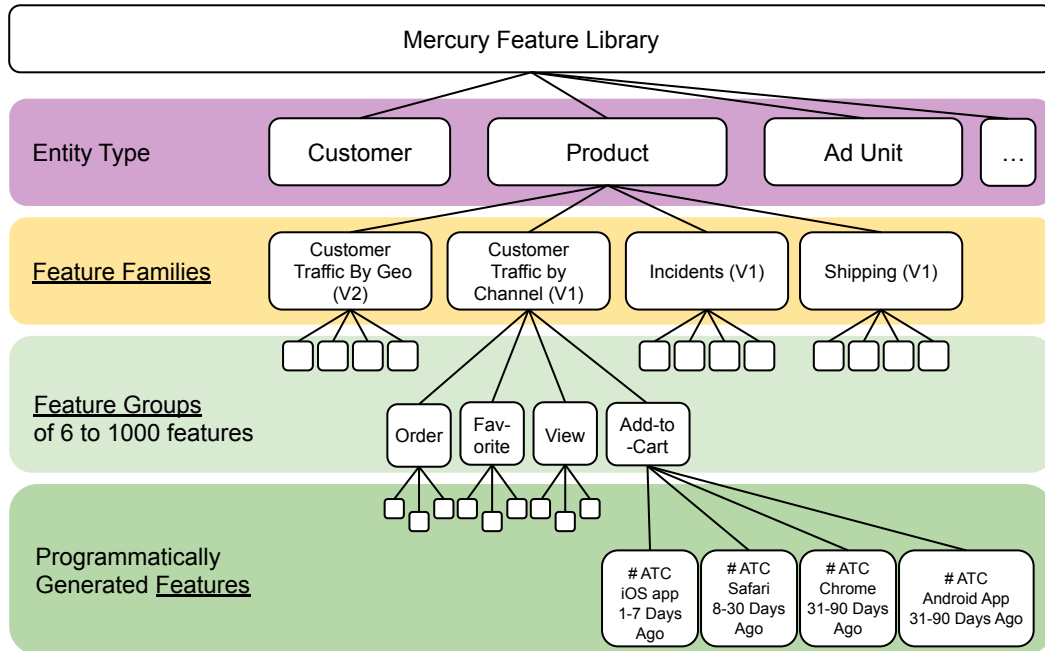 Mercury Feature Library
Entity Type
Customer
Product
Ad Unit
...
Feature Families
Customer
Traffic By Geo
(V2)
Customer
Traffic by
Channel (V1)
Incidents (V1)
Shipping (V1)
Feature Groups
of 6 to 1000 features
Order
Fav-
orite
View
Add-to
-Cart
Programmatically
Generated Features
# ATC
iOS app
1-7 Days
Ago
# ATC
Safari
8-30 Days
Ago
# ATC
Chrome
31-90 Days
Ago
# ATC
Android App
31-90 Days Ago